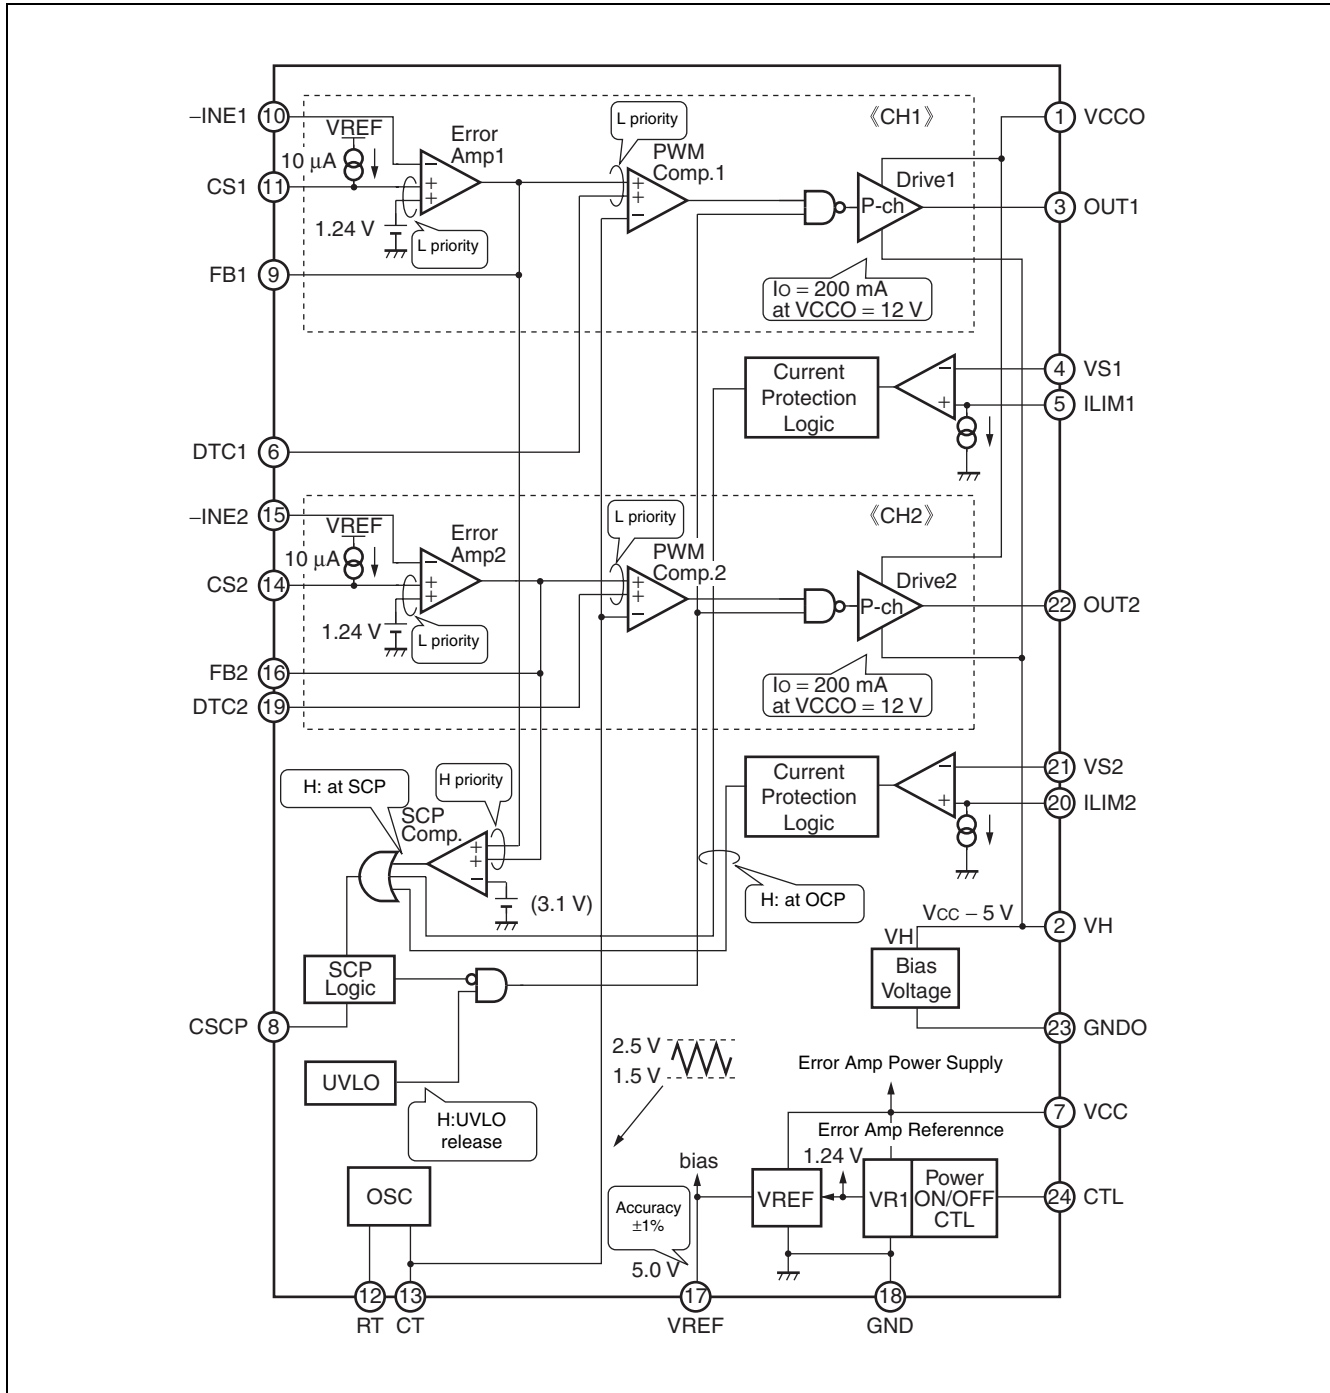 《CH1》
–INE1
10
VREF
10 μA
CS1
11
1.24 V
L priority
Error
Amp1
−
+
+
FB1
9
L priority
PWM
Comp.1
+
+
−
Drive1
P-ch
IO = 200 mA
at VCCO = 12 V
1
VCCO
3
OUT1
Current
Protection
Logic
−
+
4
VS1
5
ILIM1
DTC1
6
《CH2》
–INE2
15
VREF
10 μA
CS2
14
1.24 V
L priority
Error
Amp2
−
+
+
FB2
16
DTC2
19
L priority
PWM
Comp.2
+
+
−
Drive2
P-ch
IO = 200 mA
at VCCO = 12 V
22
OUT2
Current
Protection
Logic
−
+
21
VS2
20
ILIM2
H: at SCP
H priority
SCP
Comp.
+
+
−
(3.1 V)
H: at OCP
VCC – 5 V
VH
2
VH
Bias
Voltage
23
GNDO
SCP
Logic
CSCP
8
UVLO
H:UVLO
release
2.5 V
1.5 V
Error Amp Power Supply
7
VCC
Error Amp Referennce
1.24 V
bias
VREF
VR1
Power
ON/OFF
CTL
24
CTL
OSC
Accuracy
±1%
5.0 V
12
RT
13
CT
17
VREF
18
GND